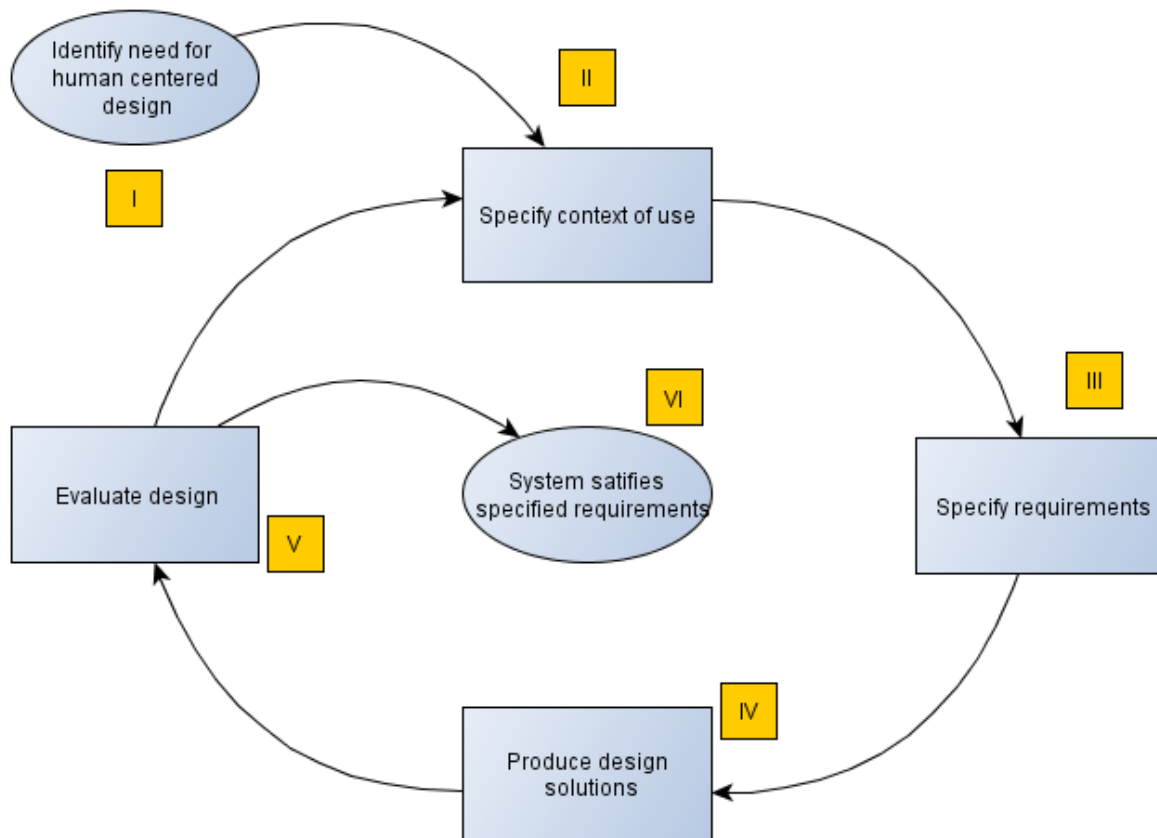 Identify need for
human centered
design
I
II
Specify context of use
III
Specify requirements
IV
Produce design
solutions
V
Evaluate design
VI
System satifies
specified requirements